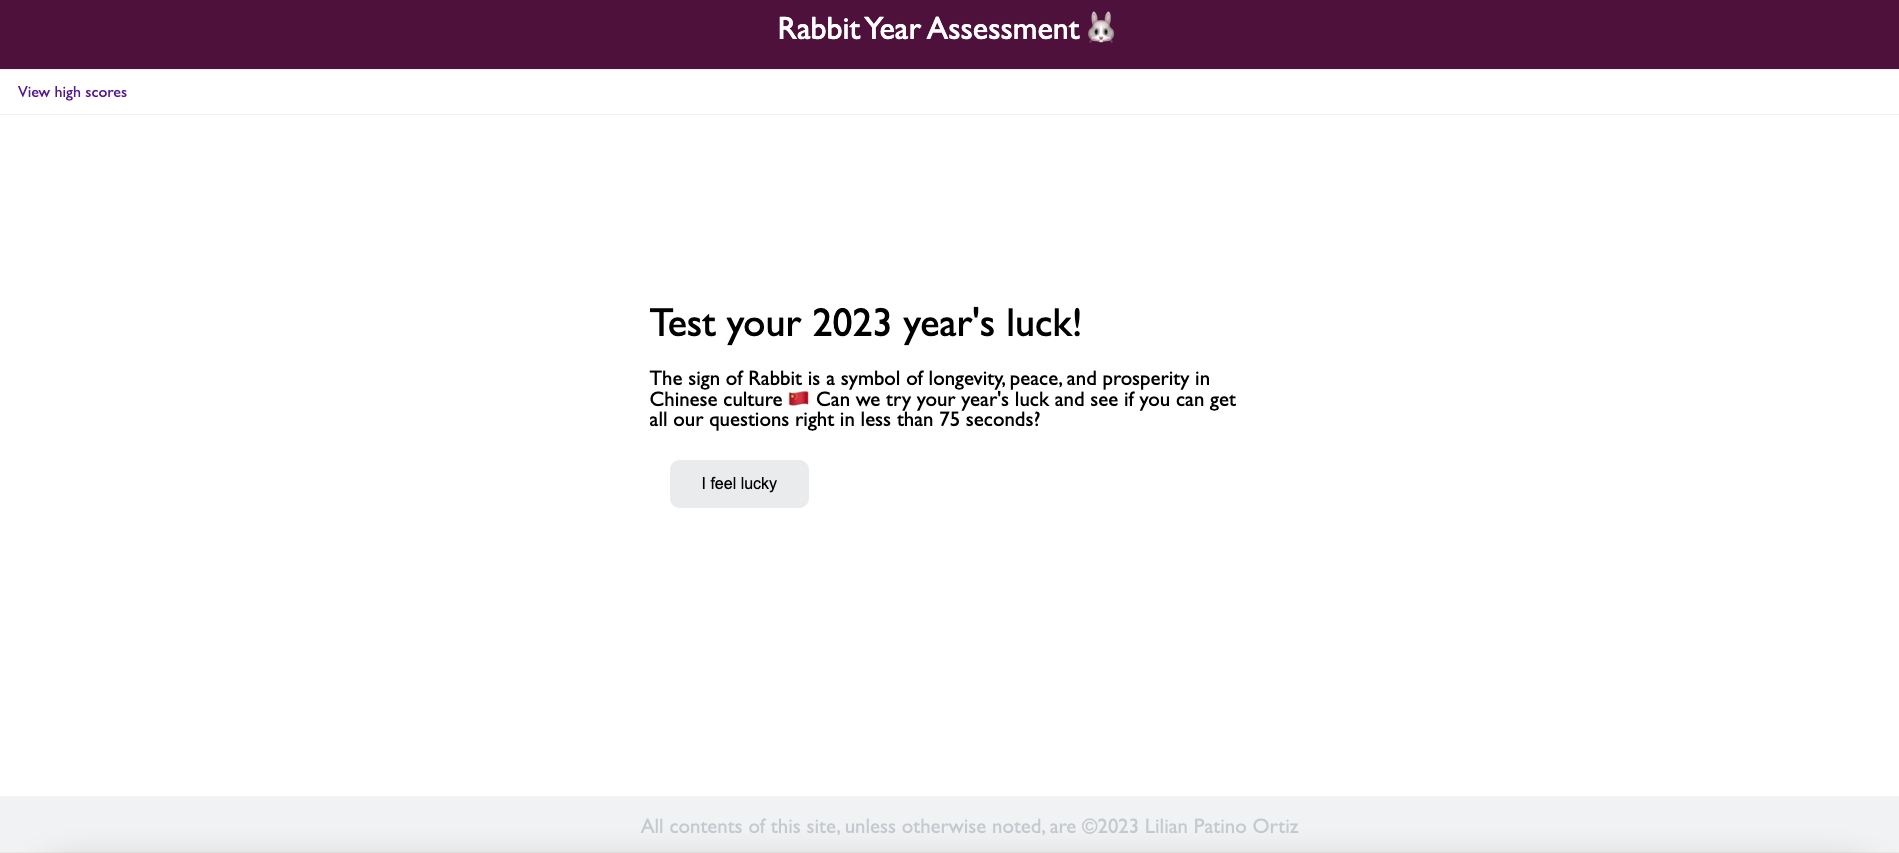 Rabbit Year Assessment 🐰
View high scores
Test your 2023 year's luck!
The sign of Rabbit is a symbol of longevity, peace, and prosperity in
Chinese culture 🇨🇳 Can we try your year's luck and see if you can get
all our questions right in less than 75 seconds?
I feel lucky
All contents of this site, unless otherwise noted, are ©2023 Lilian Patino Ortiz